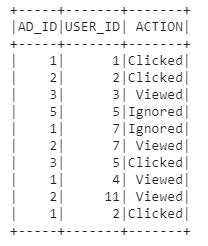 +-----+-------+-------+
|AD_ID|USER_ID| ACTION|
+-----+-------+-------+
|    1|      1|Clicked|
|    2|      2|Clicked|
|    3|      3| Viewed|
|    5|      5|Ignored|
|    1|      7|Ignored|
|    2|      7| Viewed|
|    3|      5|Clicked|
|    1|      4| Viewed|
|    2|     11| Viewed|
|    1|      2|Clicked|
+-----+-------+-------+